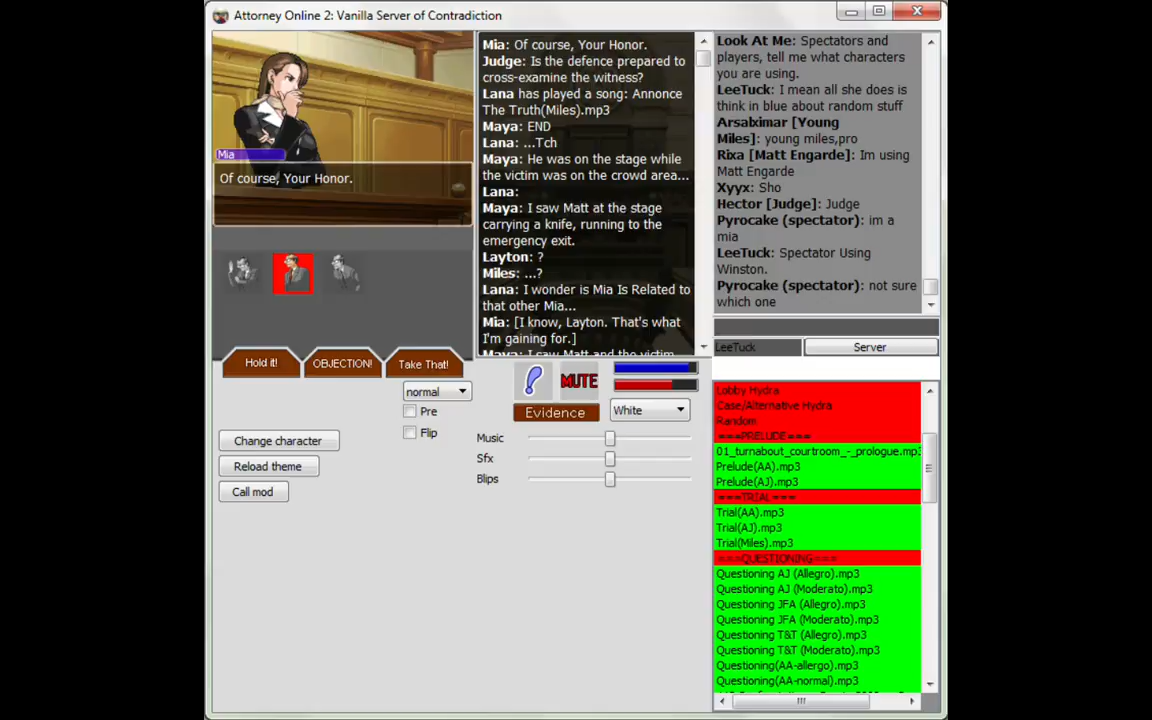 Attorney Online 2: Vanilla Server of Contradiction
Mia
Of course, Your Honor.
Mia: Of course, Your Honor.
Judge: Is the defence prepared to
cross-examine the witness?
Lana has played a song: Annonce
The Truth(Miles).mp3
Maya: END
Lana: ...Tch
Maya: He was on the stage while
the victim was on the crowd area...
Lana:
Maya: I saw Matt at the stage
carrying a knife, running to the
emergency exit.
Layton: ?
Miles: ...?
Lana: I wonder is Mia Is Related to
that other Mia...
Mia: [I know, Layton. That's what
I'm gaining for.]
Maya: I saw Matt and the victim
Look At Me: Spectators and
players, tell me what characters
you are using.
LeeTuck: I mean all she does is
think in blue about random stuff
Arsalximar [Young
Miles]: young miles,pro
Rixa [Matt Engarde]: Im using
Matt Engarde
Xyyx: Sho
Hector [Judge]: Judge
Pyrocake (spectator): im a
mia
LeeTuck: Spectator Using
Winston.
Pyrocake (spectator): not sure
which one
LeeTuck
Server
Hold it!
OBJECTION!
Take That!
normal
Pre
Flip
MUTE
Evidence
White
Change character
Reload theme
Call mod
Music
Sfx
Blips
Lobby Hydra
Case/Alternative Hydra
Random
===PRELUDE===
01_turnabout_courtroom_-_prologue.mp3
Prelude(AA).mp3
Prelude(AJ).mp3
===TRIAL===
Trial(AA).mp3
Trial(AJ).mp3
Trial(Miles).mp3
===QUESTIONING===
Questioning AJ (Allegro).mp3
Questioning AJ (Moderato).mp3
Questioning JFA (Allegro).mp3
Questioning JFA (Moderato).mp3
Questioning T&T (Allegro).mp3
Questioning T&T (Moderato).mp3
Questioning(AA-allergo).mp3
Questioning(AA-normal).mp3